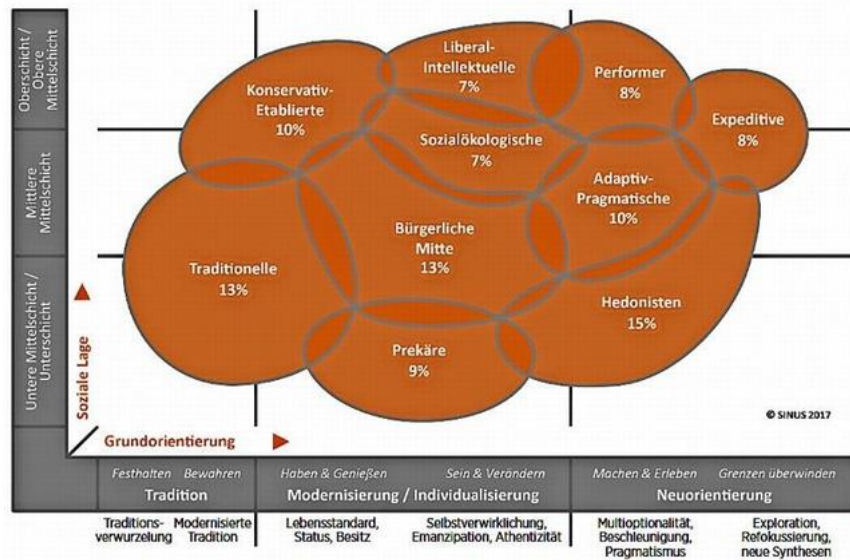 Oberschicht /
Obere
Mittelschicht
Mittlere
Mittelschicht
Untere Mittelschicht /
Unterschicht
Soziale Lage
Konservativ-
Etablierte
10%
Liberal-
Intellektuelle
7%
Performer
8%
Expeditive
8%
Sozialökologische
7%
Adaptiv-
Pragmatische
10%
Bürgerliche
Mitte
13%
Traditionelle
13%
Hedonisten
15%
Prekäre
9%
© SINUS 2017
Grundorientierung
Festhalten Bewahren
Tradition
Haben & Genießen Sein & Verändern
Modernisierung / Individualisierung
Machen & Erleben Grenzen überwinden
Neuorientierung
Traditions-
verwurzelung
Modernisierte
Tradition
Lebensstandard,
Status, Besitz
Selbstverwirklichung,
Emanzipation, Athentizität
Multioptionalität,
Beschleunigung,
Pragmatismus
Exploration,
Refokussierung,
neue Synthesen